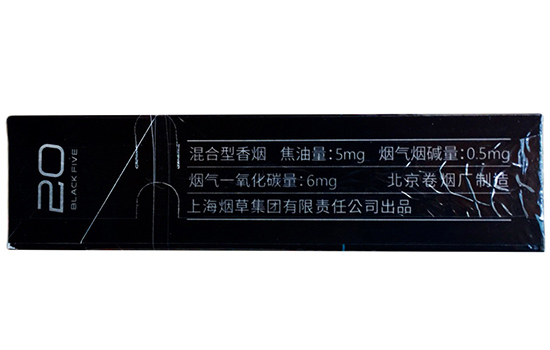 20
BLACK FIVE
混合型香烟 焦油量:5mg 烟气烟碱量:0.5mg
烟气一氧化碳量:6mg 北京卷烟厂制造
上海烟草集团有限责任公司出品